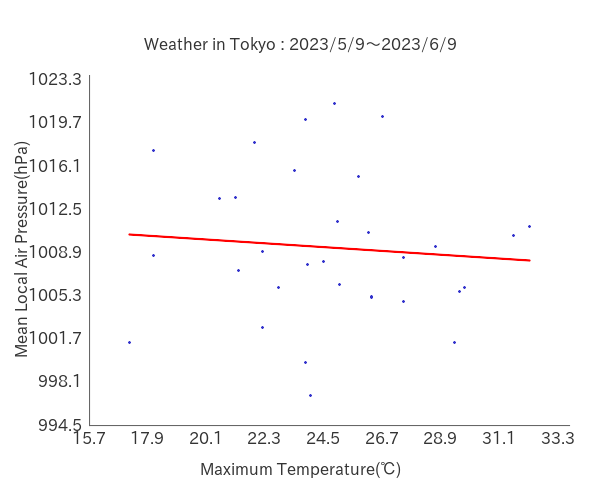 Weather in Tokyo : 2023/5/9～2023/6/9
Mean Local Air Pressure(hPa)
1023.3
1019.7
1016.1
1012.5
1008.9
1005.3
1001.7
998.1
994.5
15.7 17.9 20.1 22.3 24.5 26.7 28.9 31.1 33.3
Maximum Temperature(℃)